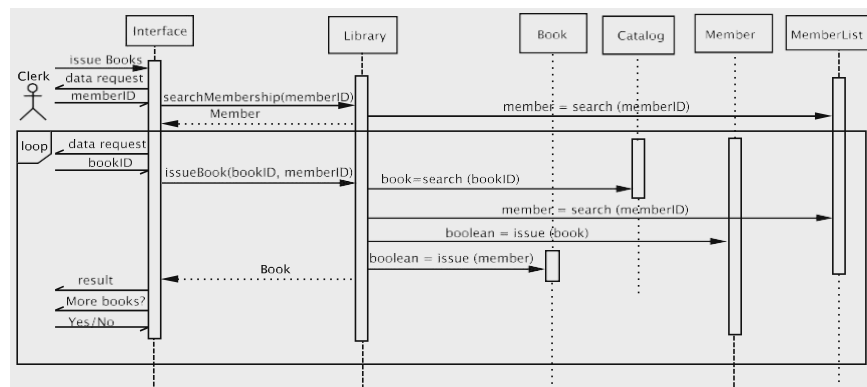 Interface
Library
Book
Catalog
Member
MemberList
issue Books
Clerk
data request
memberID
searchMembership(memberID)
member = search (memberID)
Member
loop
data request
bookID
issueBook(bookID, memberID)
book=search (bookID)
member = search (memberID)
boolean = issue (book)
boolean = issue (member)
Book
result
More books?
Yes/No